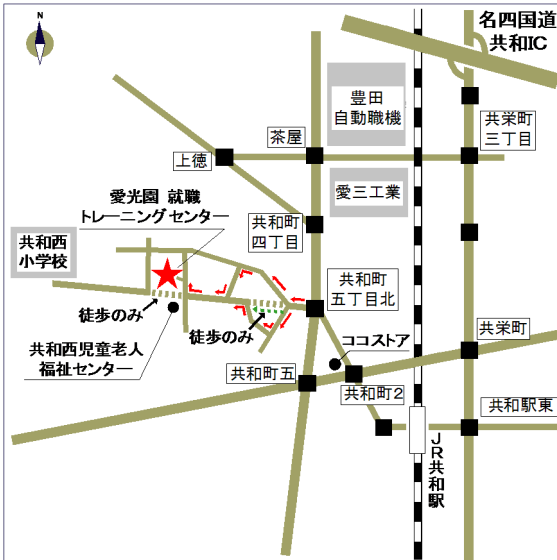 N
名四国道
共和IC
豊田
自動職機
共栄町
三丁目
茶屋
上徳
愛三工業
愛光園 就職
トレーニングセンター
共和町
四丁目
共和西
小学校
共和町
五丁目北
徒歩のみ
徒歩のみ
ココストア
共栄町
共和西児童老人
福祉センター
共和町五
共和町2
共和駅東
JR共和駅